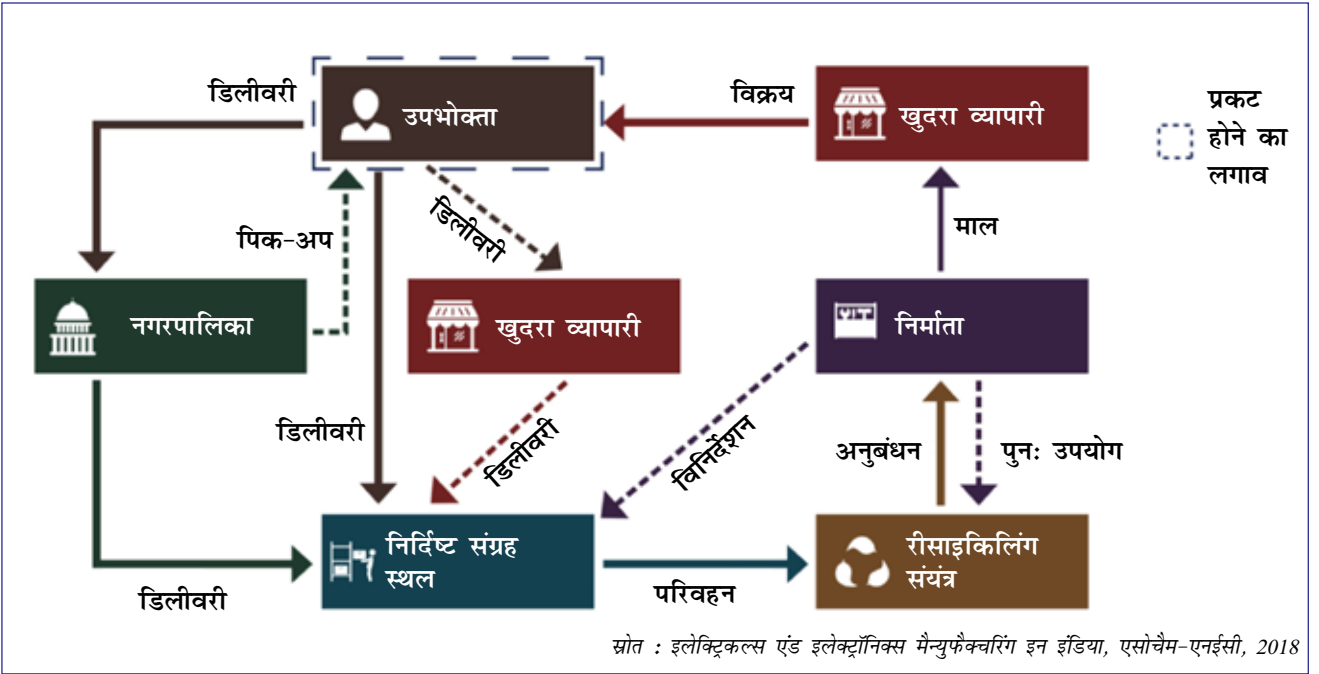 डिलीवरी
उपभोक्ता
विक्रय
खुदरा व्यापारी
प्रकट
होने का
लगाव
पिक-अप
डिलीवरी
माल
नगरपालिका
खुदरा व्यापारी
निर्माता
डिलीवरी
डिलीवरी
विनिर्देशन
अनुबंधन
पुन: उपयोग
निर्दिष्ट संग्रह
स्थल
रीसाइकिलिंग
संयंत्र
डिलीवरी
परिवहन
स्रोत : इलेक्ट्रिकल्स एंड इलेक्ट्रॉनिक्स मैन्युफैक्चरिंग इन इंडिया, एसोचैम-एनईसी, 2018